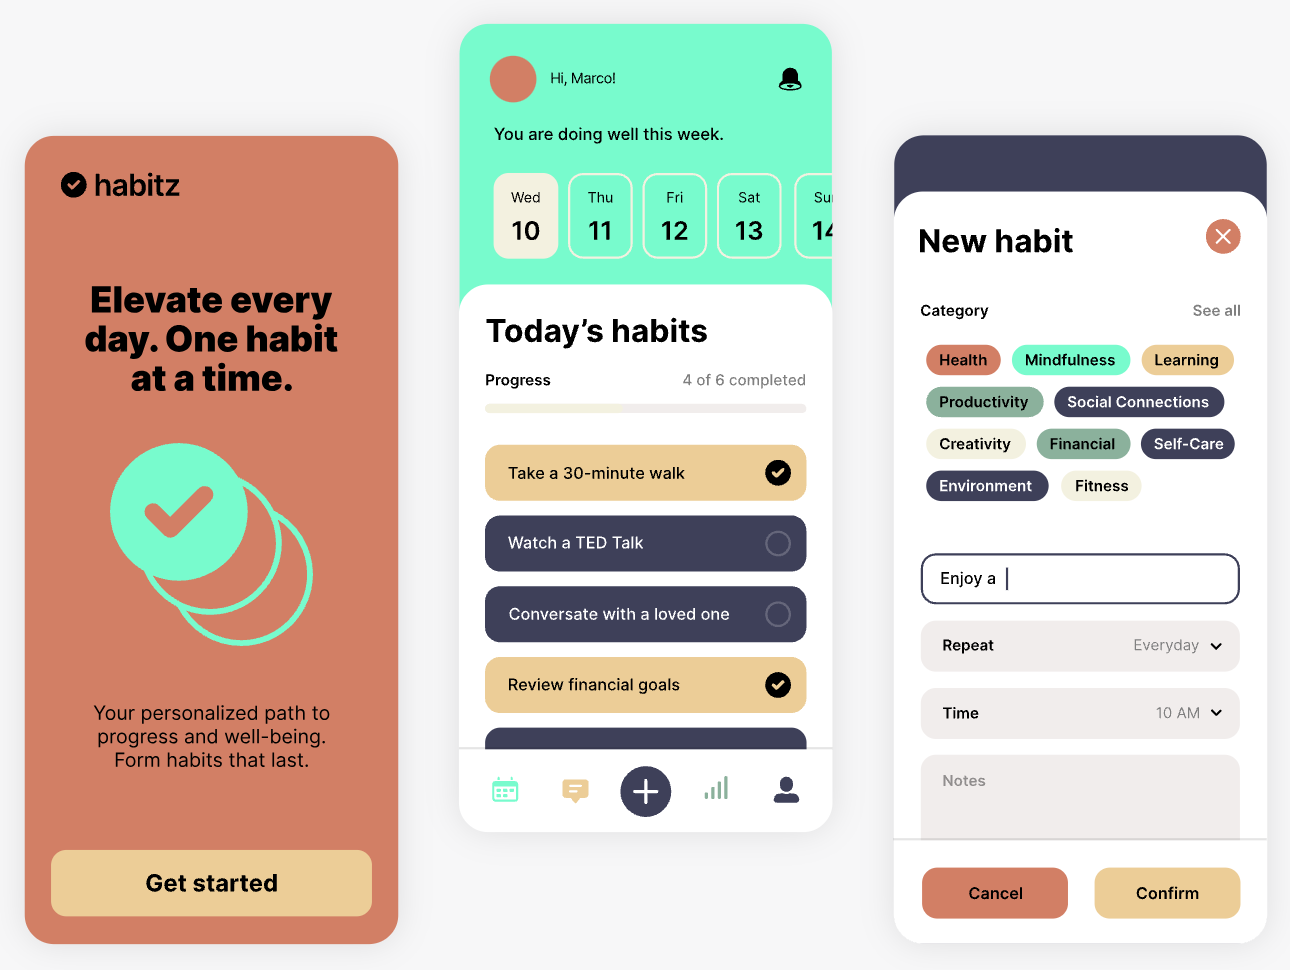 habitz
Elevate every
day. One habit
at a time.
Your personalized path to
progress and well-being.
Form habits that last.
Get started
Hi, Marco!
You are doing well this week.
Wed Thu Fri Sat Su
10 11 12 13 14
Today’s habits
Progress 4 of 6 completed
Take a 30-minute walk
Watch a TED Talk
Conversate with a loved one
Review financial goals
New habit
Category See all
Health Mindfulness Learning
Productivity Social Connections
Creativity Financial Self-Care
Environment Fitness
Enjoy a
Repeat Everyday
Time 10 AM
Notes
Cancel Confirm